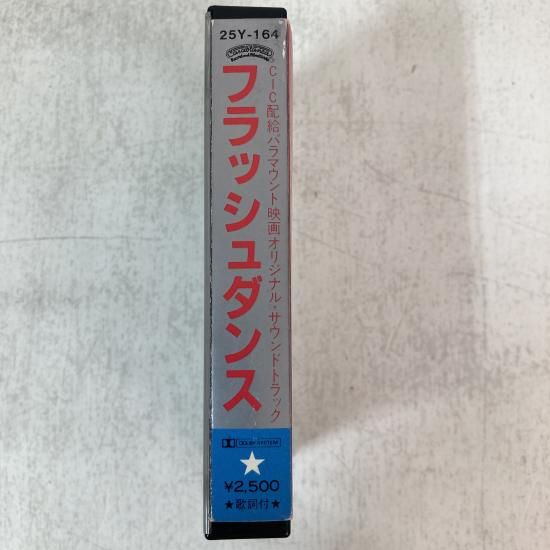 25Y-164
CIC配給パラマウント映画オリジナル・サウンドトラック
フラッシュダンス
DOLBY SYSTEM
★
¥2,500
★歌詞付★